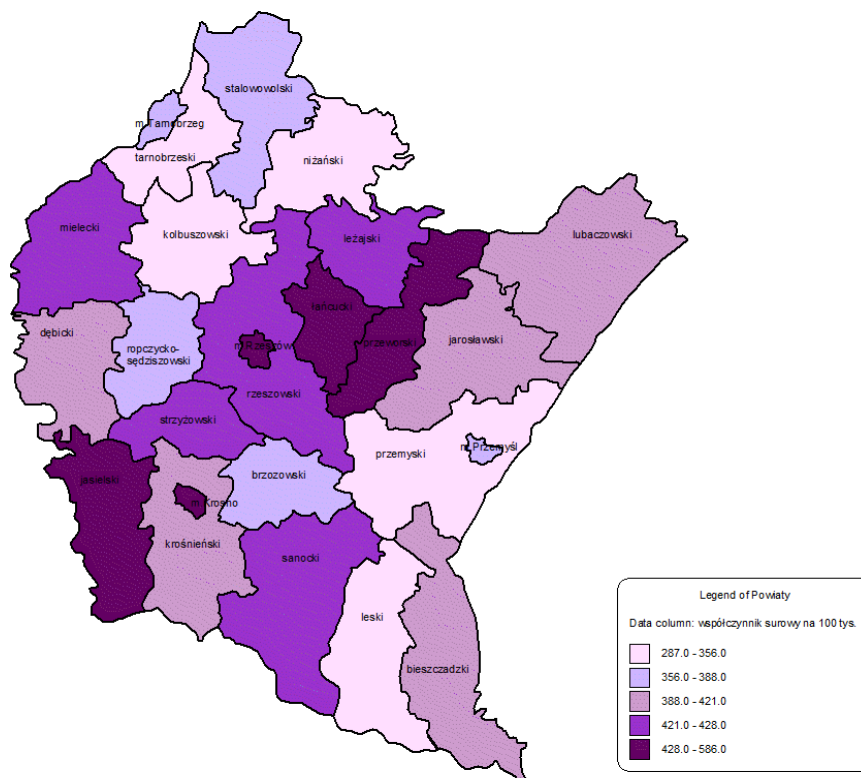 stalowowolski
m Tarnobrzeg
tarnobrzeski
niżański
mielecki
kolbuszowski
leżajski
lubaczowski
łańcucki
dębicki
ropczycko-
sędziszowski
m Rzeszów
przeworski
jarosławski
rzeszowski
strzyżowski
przemyski
m Przemyśl
jasielski
brzozowski
m Krosno
krośnieński
sanocki
leski
bieszczadzki
Legend of Powiaty
Data column: współczynnik surowy na 100 tys.
287.0 - 356.0
356.0 - 388.0
388.0 - 421.0
421.0 - 428.0
428.0 - 586.0